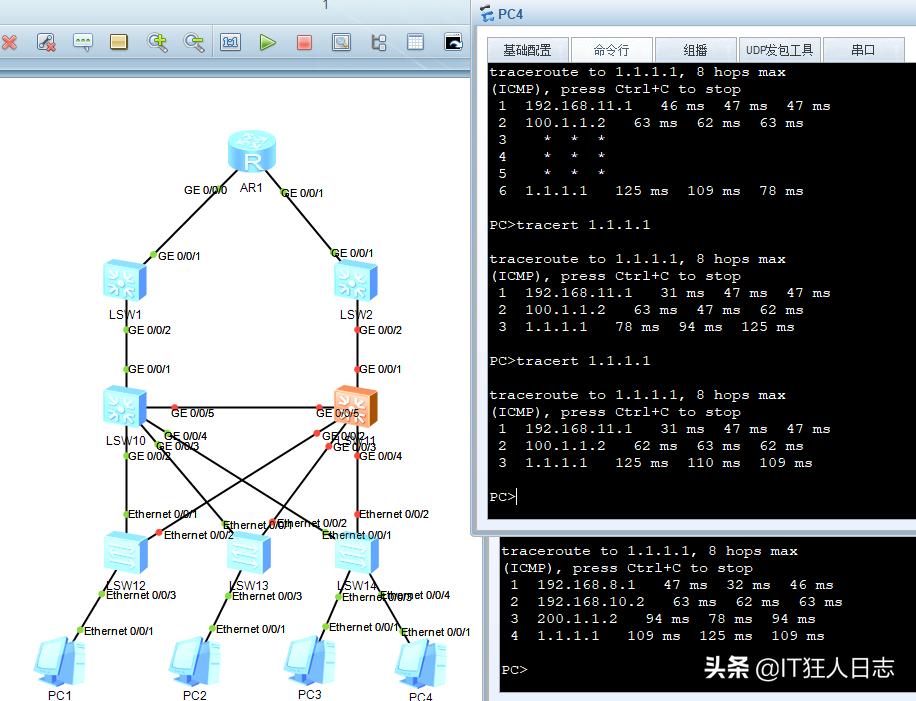 1
PC4
基础配置
命令行
组播
UDP发包工具
串口
traceroute to 1.1.1.1, 8 hops max
(ICMP), press Ctrl+C to stop
1 192.168.11.1 46 ms 47 ms 47 ms
2 100.1.1.2 63 ms 62 ms 63 ms
3 * * *
4 * * *
5 * * *
6 1.1.1.1 125 ms 109 ms 78 ms
PC>tracert 1.1.1.1
traceroute to 1.1.1.1, 8 hops max
(ICMP), press Ctrl+C to stop
1 192.168.11.1 31 ms 47 ms 47 ms
2 100.1.1.2 63 ms 47 ms 62 ms
3 1.1.1.1 78 ms 94 ms 125 ms
PC>tracert 1.1.1.1
traceroute to 1.1.1.1, 8 hops max
(ICMP), press Ctrl+C to stop
1 192.168.11.1 31 ms 47 ms 47 ms
2 100.1.1.2 62 ms 63 ms 62 ms
3 1.1.1.1 125 ms 110 ms 109 ms
PC>
traceroute to 1.1.1.1, 8 hops max
(ICMP), press Ctrl+C to stop
1 192.168.8.1 47 ms 32 ms 46 ms
2 192.168.10.2 63 ms 62 ms 63 ms
3 200.1.1.2 94 ms 78 ms 94 ms
4 1.1.1.1 109 ms 125 ms 109 ms
PC>
头条 @IT狂人日志
1:1
R
AR1
GE 0/0/0
GE 0/0/1
GE 0/0/1
GE 0/0/1
LSW1
LSW2
GE 0/0/2
GE 0/0/2
GE 0/0/1
GE 0/0/1
GE 0/0/5
GE 0/0/5
LSW10
GE 0/0/4
GE 0/0/3
GE 0/0/2
GE 0/0/2
GE 0/0/3
GE 0/0/4
Ethernet 0/0/1
Ethernet 0/0/2
Ethernet 0/0/1
Ethernet 0/0/2
Ethernet 0/0/2
Ethernet 0/0/1
LSW12
LSW13
LSW14
Ethernet 0/0/3
Ethernet 0/0/3
Ethernet 0/0/3
Ethernet 0/0/4
Ethernet 0/0/1
Ethernet 0/0/1
Ethernet 0/0/1
Ethernet 0/0/1
PC1
PC2
PC3
PC4